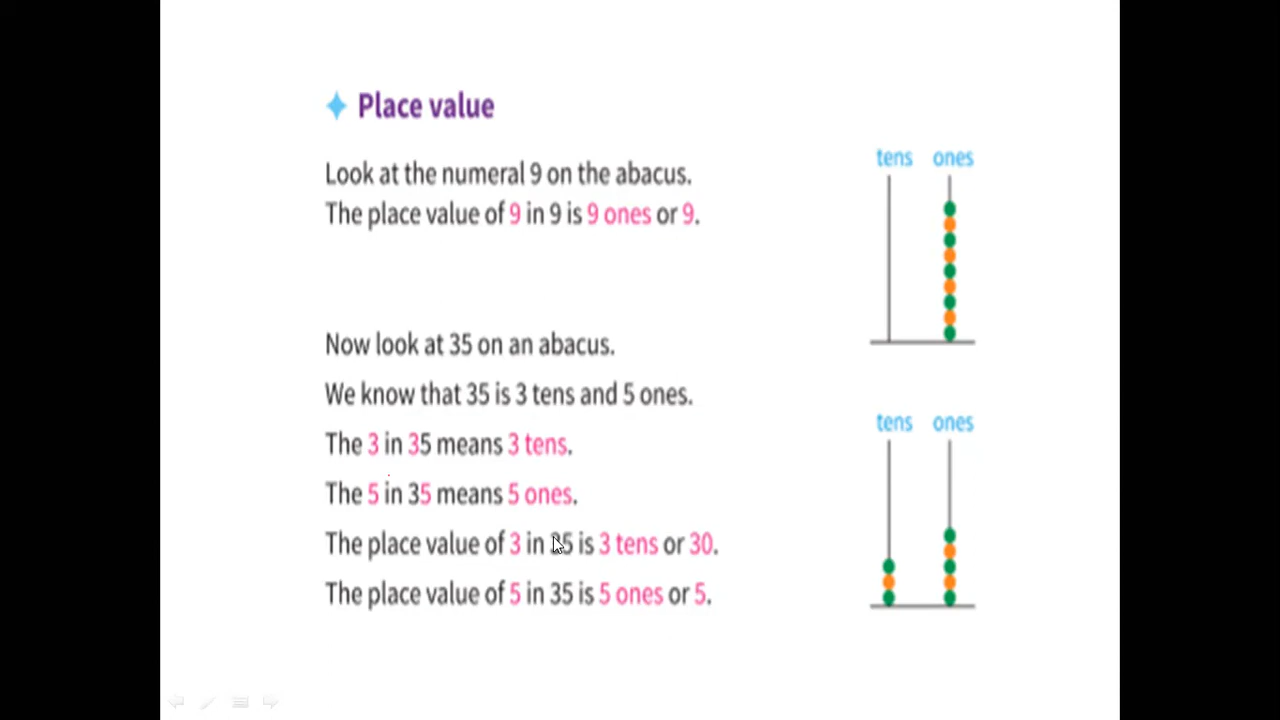 Place value
tens ones
Look at the numeral 9 on the abacus.
The place value of 9 in 9 is 9 ones or 9.
Now look at 35 on an abacus.
We know that 35 is 3 tens and 5 ones.
tens ones
The 3 in 35 means 3 tens.
The 5 in 35 means 5 ones.
The place value of 3 in 35 is 3 tens or 30.
The place value of 5 in 35 is 5 ones or 5.